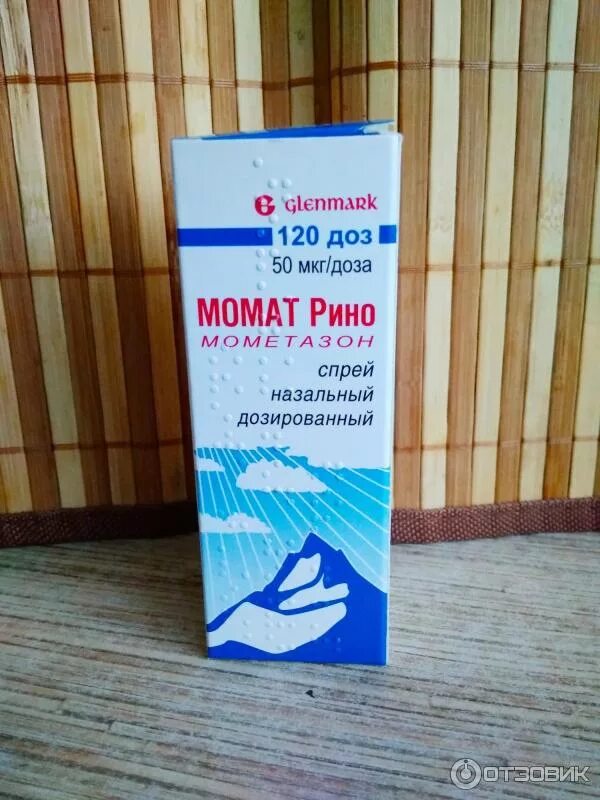 G Glenmark
120 доз
50 мкг/доза
МОМАТ Рино
МОМЕТАЗОН
спрей
назальный
дозированный
ОТЗОВИК